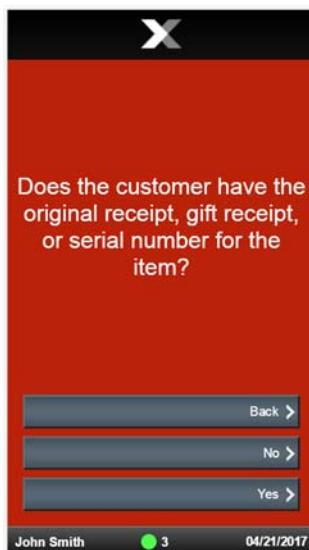 Does the customer have the
original receipt, gift receipt,
or serial number for the
item?
Back
No
Yes
John Smith 3 04/21/2017